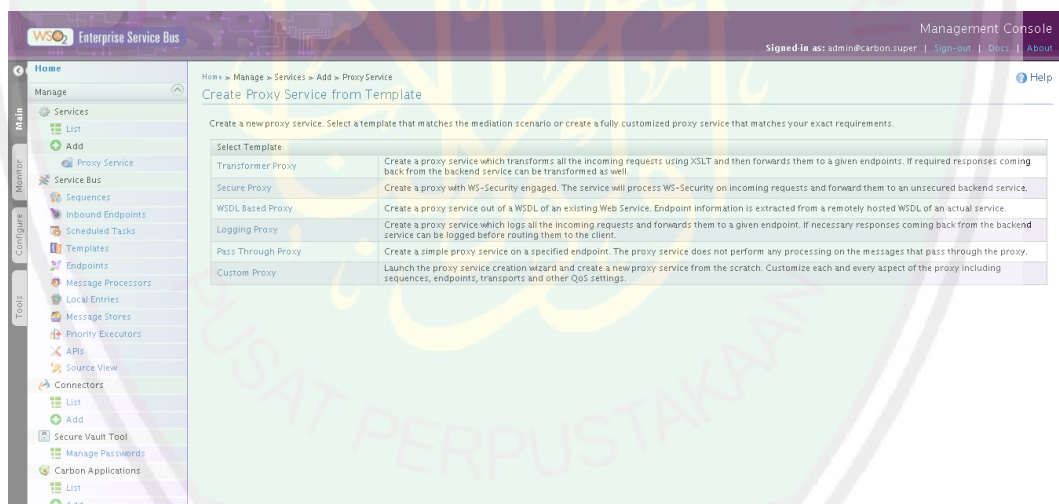 WSO2 Enterprise Service Bus
Management Console
Signed-in as: admin@carbon.super | Sign-out | Docs | About
Main
Monitor
Configure
Tools
Home
Manage
Services
List
Add
Proxy Service
Service Bus
Sequences
Inbound Endpoints
Scheduled Tasks
Templates
Endpoints
Message Processors
Local Entries
Message Stores
Priority Executors
APIs
Source View
Connectors
List
Add
Secure Vault Tool
Manage Passwords
Carbon Applications
List
Add
Home > Manage > Services > Add > Proxy Service
Help
Create Proxy Service from Template
Create a new proxy service. Select a template that matches the mediation scenario or create a fully customized proxy service that matches your exact requirements.
Select Template
Transformer Proxy
Create a proxy service which transforms all the incoming requests using XSLT and then forwards them to a given endpoints. If required responses coming
back from the backend service can be transformed as well.
Secure Proxy
Create a proxy with WS-Security engaged. The service will process WS-Security on incoming requests and forward them to an unsecured backend service.
WSDL Based Proxy
Create a proxy service out of a WSDL of an existing Web Service. Endpoint information is extracted from a remotely hosted WSDL of an actual service.
Logging Proxy
Create a proxy service which logs all the incoming requests and forwards them to a given endpoint. If necessary responses coming back from the backend
service can be logged before routing them to the client.
Pass Through Proxy
Create a simple proxy service on a specified endpoint. The proxy service does not perform any processing on the messages that pass through the proxy.
Custom Proxy
Launch the proxy service creation wizard and create a new proxy service from the scratch. Customize each and every aspect of the proxy including
sequences, endpoints, transports and other QoS settings.
PUSAT PERPUSTAKAAN